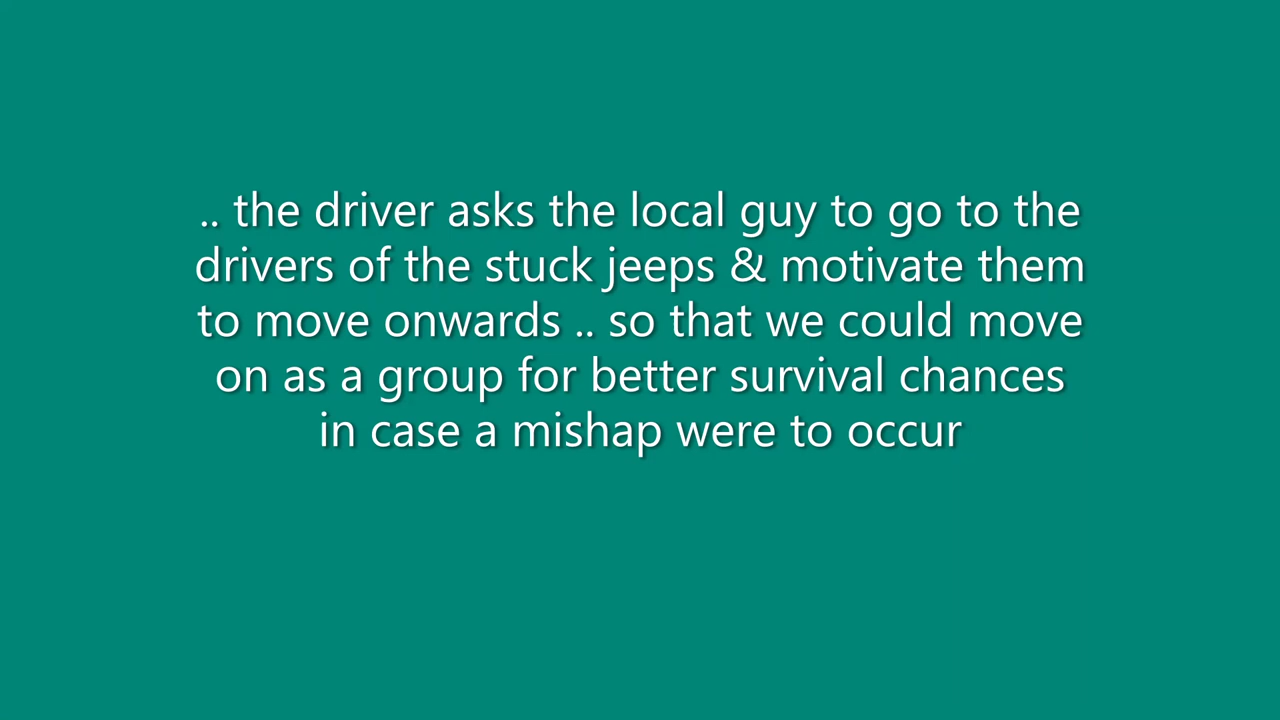 .. the driver asks the local guy to go to the
drivers of the stuck jeeps & motivate them
to move onwards .. so that we could move
on as a group for better survival chances
in case a mishap were to occur